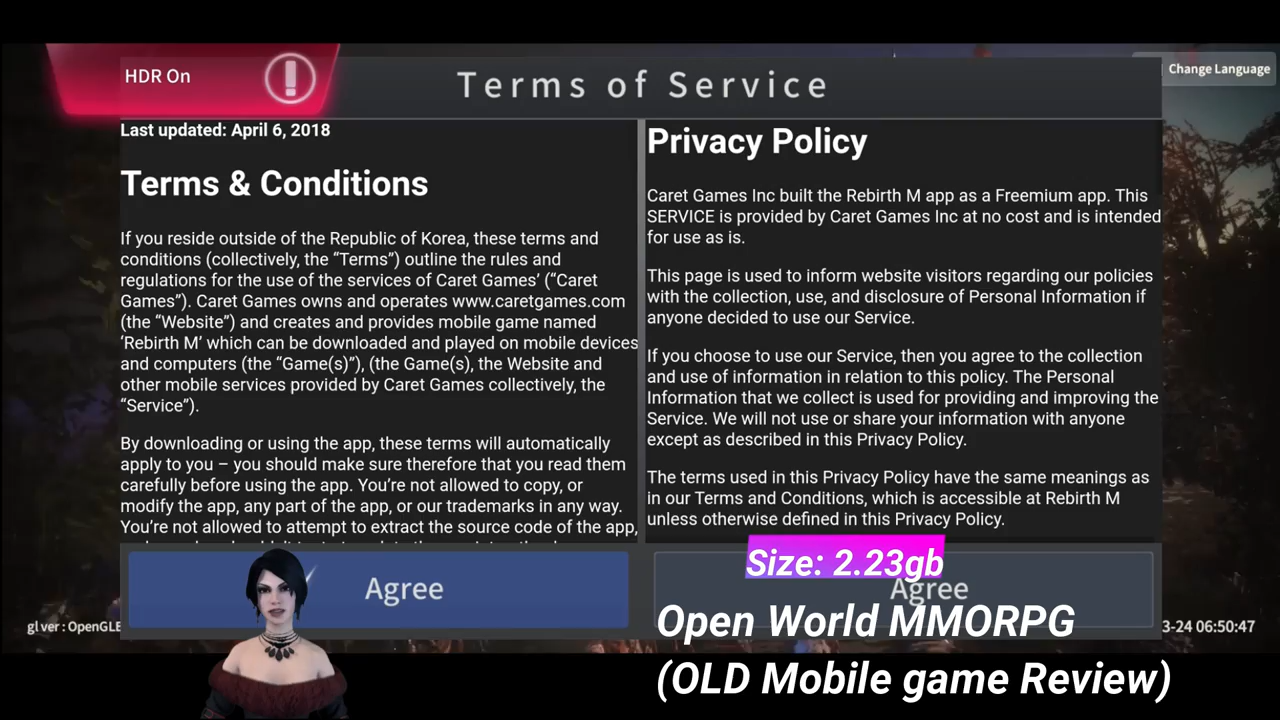 HDR On
Terms of Service
Change Language
Last updated: April 6, 2018
Terms & Conditions
If you reside outside of the Republic of Korea, these terms and
conditions (collectively, the “Terms”) outline the rules and
regulations for the use of the services of Caret Games’ (“Caret
Games”). Caret Games owns and operates www.caretgames.com
(the “Website”) and creates and provides mobile game named
‘Rebirth M’ which can be downloaded and played on mobile devices
and computers (the “Game(s)”), (the Game(s), the Website and
other mobile services provided by Caret Games collectively, the
“Service”).
By downloading or using the app, these terms will automatically
apply to you – you should make sure therefore that you read them
carefully before using the app. You’re not allowed to copy, or
modify the app, any part of the app, or our trademarks in any way.
You’re not allowed to attempt to extract the source code of the app,
Privacy Policy
Caret Games Inc built the Rebirth M app as a Freemium app. This
SERVICE is provided by Caret Games Inc at no cost and is intended
for use as is.
This page is used to inform website visitors regarding our policies
with the collection, use, and disclosure of Personal Information if
anyone decided to use our Service.
If you choose to use our Service, then you agree to the collection
and use of information in relation to this policy. The Personal
Information that we collect is used for providing and improving the
Service. We will not use or share your information with anyone
except as described in this Privacy Policy.
The terms used in this Privacy Policy have the same meanings as
in our Terms and Conditions, which is accessible at Rebirth M
unless otherwise defined in this Privacy Policy.
Agree
Size: 2.23gb
Agree
gl ver : OpenGLE
3-24 06:50:47
Open World MMORPG
(OLD Mobile game Review)